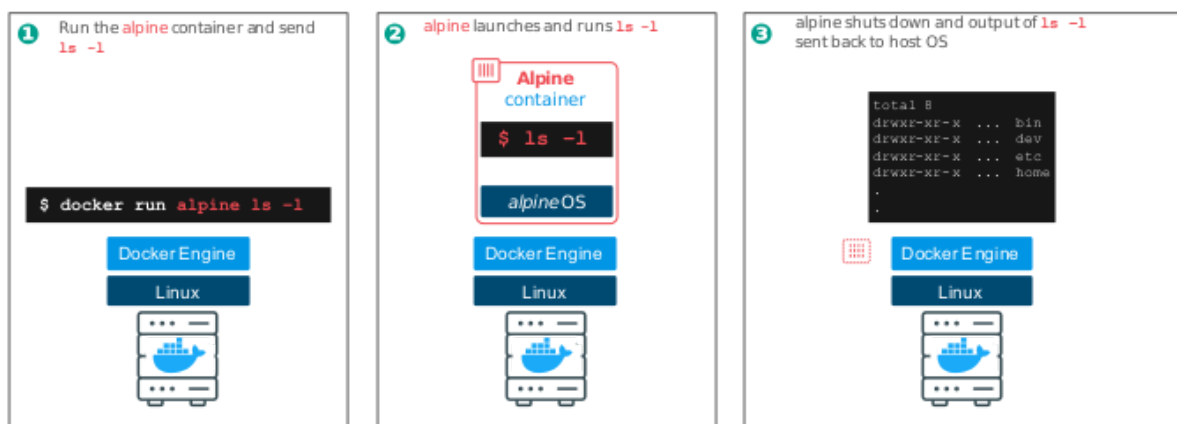 1
Run the alpine container and send
ls -l
$ docker run alpine ls -l
Docker Engine
Linux
2
alpine launches and runs ls -l
Alpine
container
$ ls -l
alpine OS
Docker Engine
Linux
3
alpine shuts down and output of ls -l
sent back to host OS
total 8
drwxr-xr-x ... bin
drwxr-xr-x ... dev
drwxr-xr-x ... etc
drwxr-xr-x ... home
.
.
Docker Engine
Linux